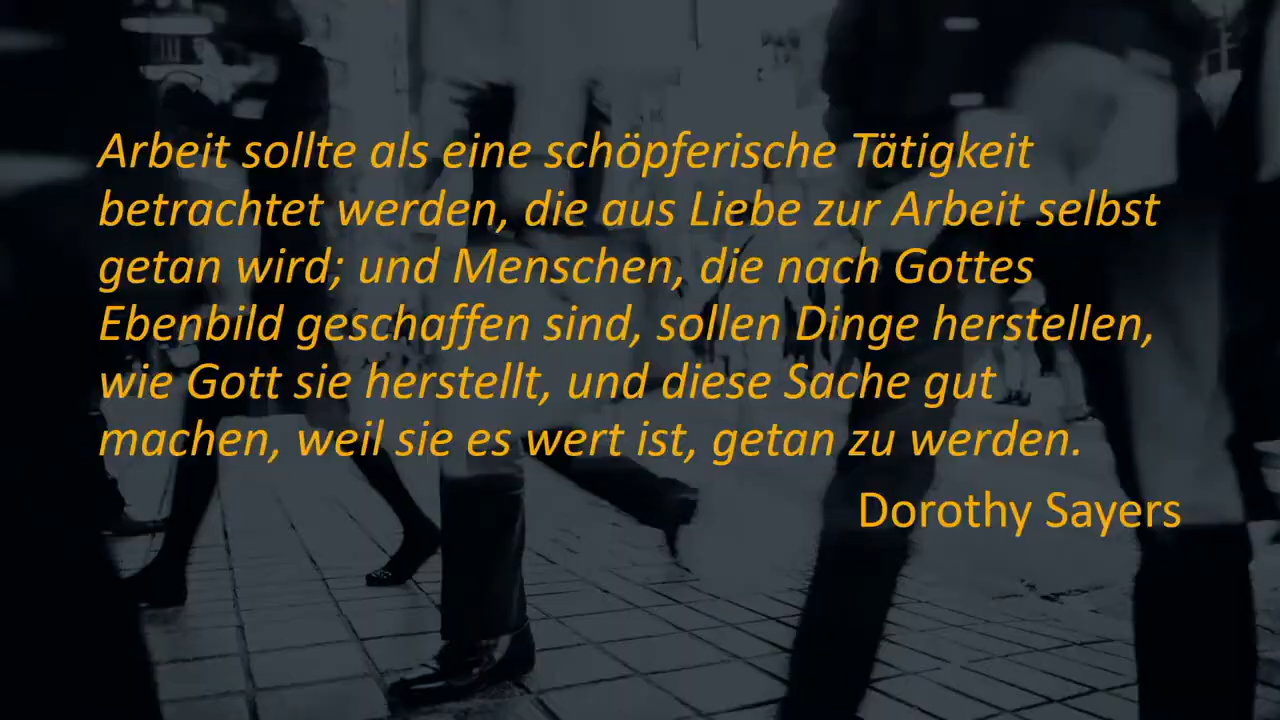 Arbeit sollte als eine schöpferische Tätigkeit
betrachtet werden, die aus Liebe zur Arbeit selbst
getan wird; und Menschen, die nach Gottes
Ebenbild geschaffen sind, sollen Dinge herstellen,
wie Gott sie herstellt, und diese Sache gut
machen, weil sie es wert ist, getan zu werden.
Dorothy Sayers